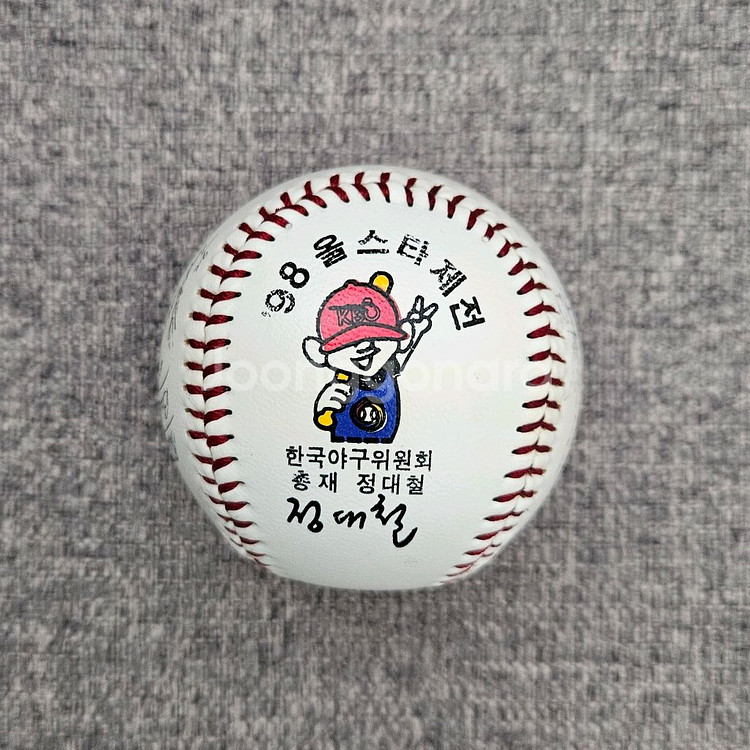 '98 올스타제전
KBO
한국야구위원회
총재 정대철
정대철
joonggonara